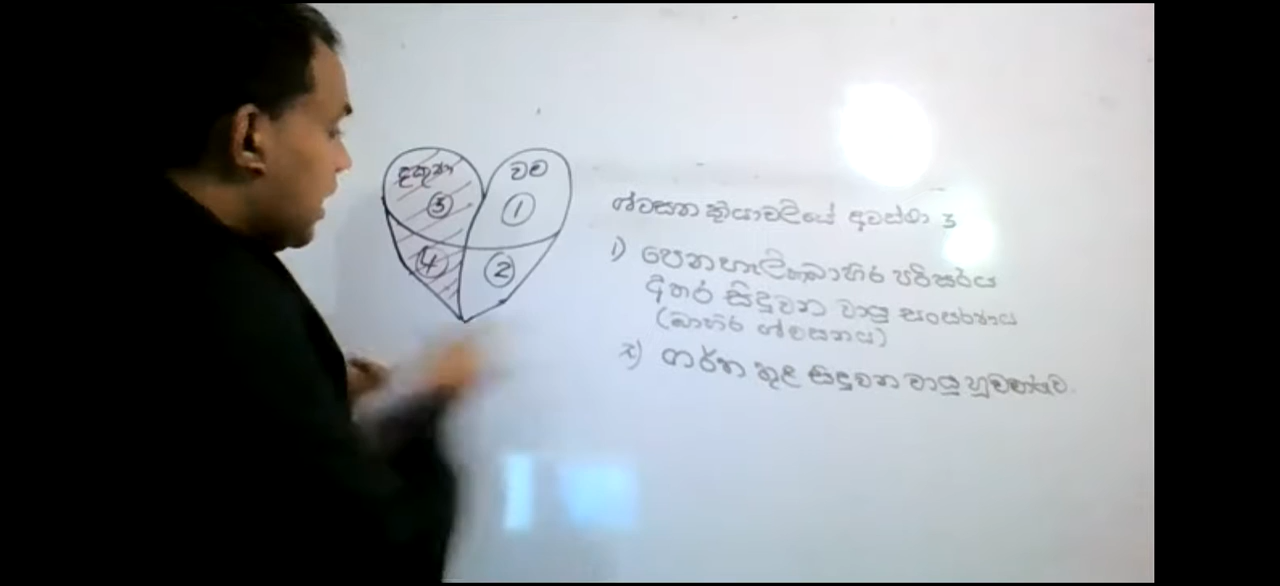 දකුණ
වම
③
①
④
②
ශ්වසන ක්‍රියාවලියේ අවස්ථා 3
1) පෙනහැලි බාහිර පරිසරය
අතර සිදුවන වායු සංසරණය
(බාහිර ශ්වසනය)
2) ගර්ත තුළ සිදුවන වායු හුවමාරුව